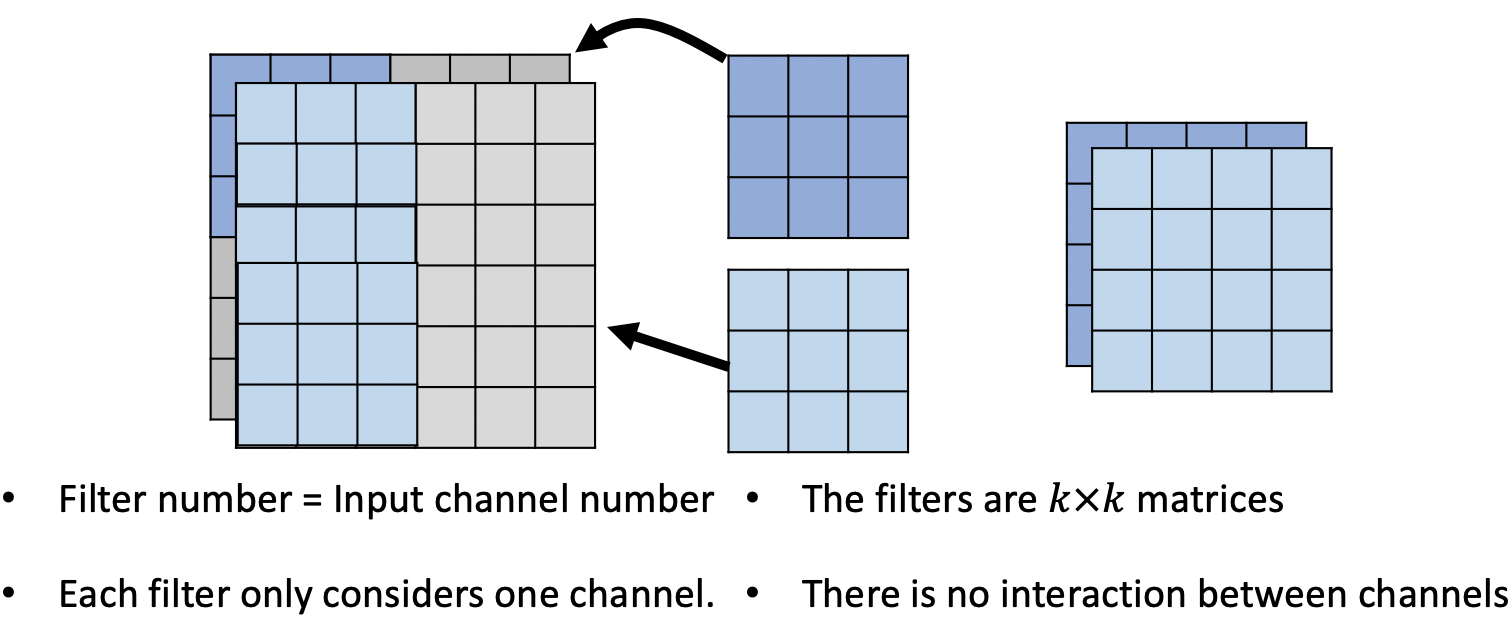 • Filter number = Input channel number
• The filters are k×k matrices
• Each filter only considers one channel.
• There is no interaction between channels